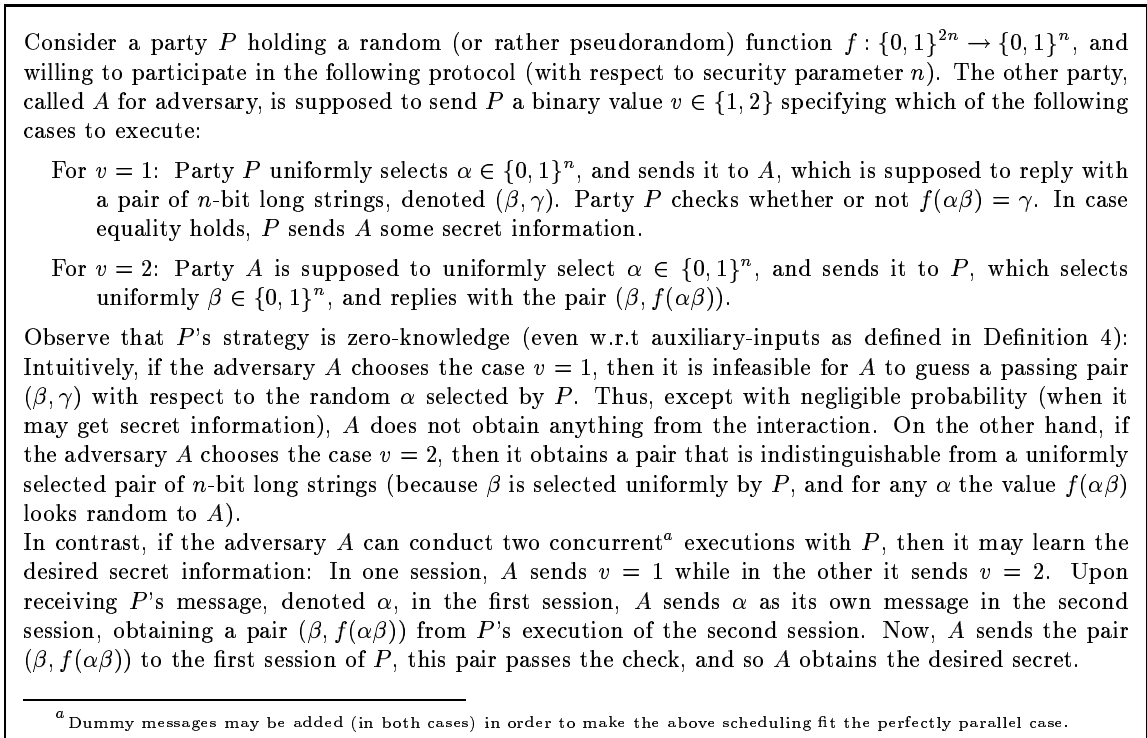 Consider a party P holding a random (or rather pseudorandom) function f : {0, 1}²ⁿ → {0, 1}ⁿ, and
willing to participate in the following protocol (with respect to security parameter n). The other party,
called A for adversary, is supposed to send P a binary value v ∈ {1, 2} specifying which of the following
cases to execute:
For v = 1: Party P uniformly selects α ∈ {0, 1}ⁿ, and sends it to A, which is supposed to reply with
a pair of n-bit long strings, denoted (β, γ). Party P checks whether or not f(αβ) = γ. In case
equality holds, P sends A some secret information.
For v = 2: Party A is supposed to uniformly select α ∈ {0, 1}ⁿ, and sends it to P, which selects
uniformly β ∈ {0, 1}ⁿ, and replies with the pair (β, f(αβ)).
Observe that P's strategy is zero-knowledge (even w.r.t auxiliary-inputs as defined in Definition 4):
Intuitively, if the adversary A chooses the case v = 1, then it is infeasible for A to guess a passing pair
(β, γ) with respect to the random α selected by P. Thus, except with negligible probability (when it
may get secret information), A does not obtain anything from the interaction. On the other hand, if
the adversary A chooses the case v = 2, then it obtains a pair that is indistinguishable from a uniformly
selected pair of n-bit long strings (because β is selected uniformly by P, and for any α the value f(αβ)
looks random to A).
In contrast, if the adversary A can conduct two concurrentᵃ executions with P, then it may learn the
desired secret information: In one session, A sends v = 1 while in the other it sends v = 2. Upon
receiving P's message, denoted α, in the first session, A sends α as its own message in the second
session, obtaining a pair (β, f(αβ)) from P's execution of the second session. Now, A sends the pair
(β, f(αβ)) to the first session of P, this pair passes the check, and so A obtains the desired secret.
ᵃ Dummy messages may be added (in both cases) in order to make the above scheduling fit the perfectly parallel case.